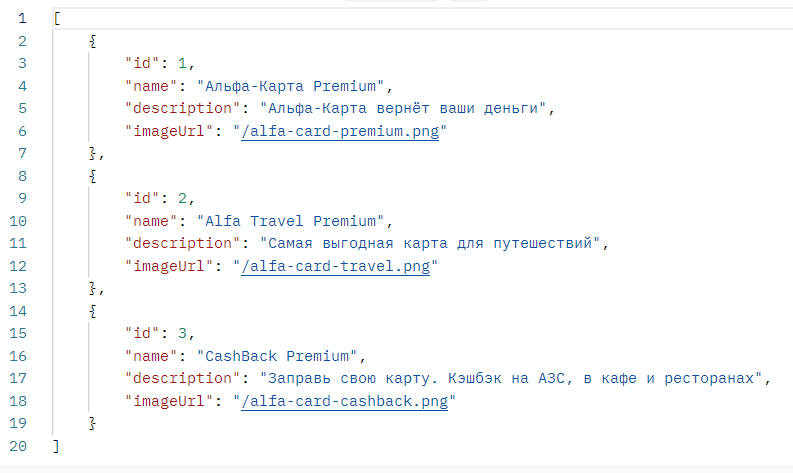 1 [
2 {
3 "id": 1,
4 "name": "Альфа-Карта Premium",
5 "description": "Альфа-Карта вернёт ваши деньги",
6 "imageUrl": "/alfa-card-premium.png"
7 },
8 {
9 "id": 2,
10 "name": "Alfa Travel Premium",
11 "description": "Самая выгодная карта для путешествий",
12 "imageUrl": "/alfa-card-travel.png"
13 },
14 {
15 "id": 3,
16 "name": "CashBack Premium",
17 "description": "Заправь свою карту. Кэшбэк на АЗС, в кафе и ресторанах",
18 "imageUrl": "/alfa-card-cashback.png"
19 }
20 ]